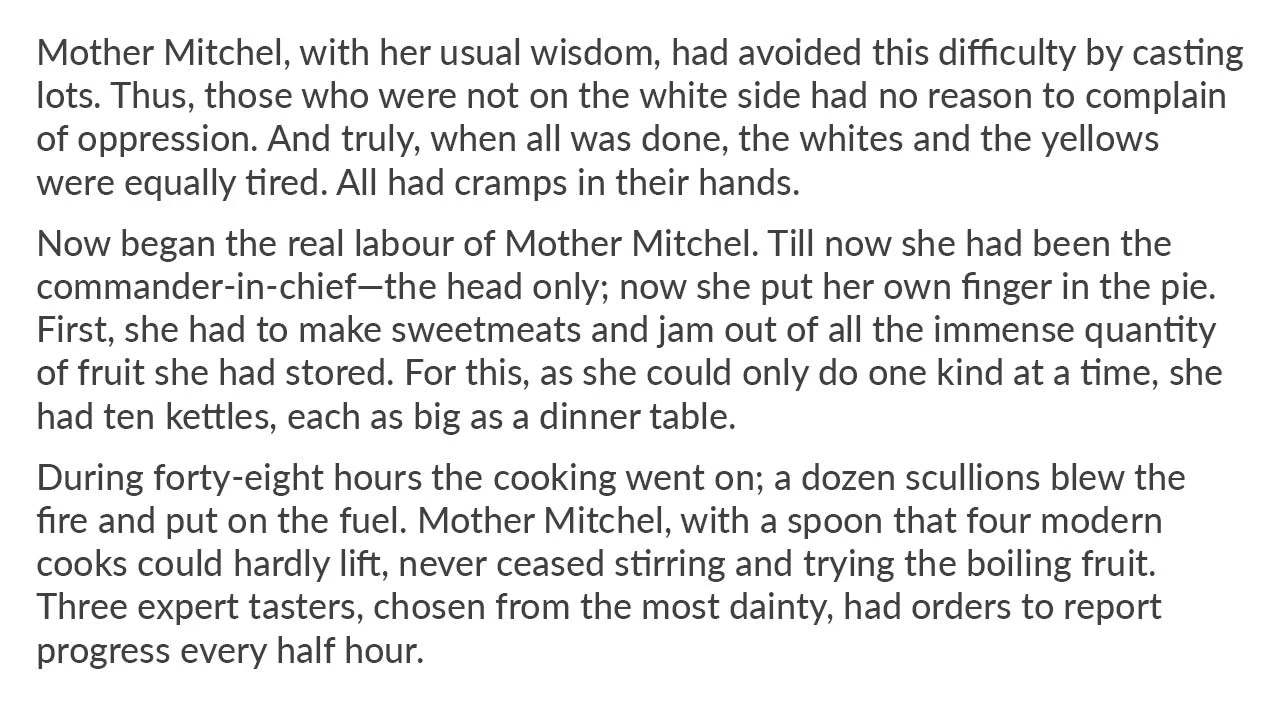 Mother Mitchel, with her usual wisdom, had avoided this difficulty by casting
lots. Thus, those who were not on the white side had no reason to complain
of oppression. And truly, when all was done, the whites and the yellows
were equally tired. All had cramps in their hands.
Now began the real labour of Mother Mitchel. Till now she had been the
commander-in-chief—the head only; now she put her own finger in the pie.
First, she had to make sweetmeats and jam out of all the immense quantity
of fruit she had stored. For this, as she could only do one kind at a time, she
had ten kettles, each as big as a dinner table.
During forty-eight hours the cooking went on; a dozen scullions blew the
fire and put on the fuel. Mother Mitchel, with a spoon that four modern
cooks could hardly lift, never ceased stirring and trying the boiling fruit.
Three expert tasters, chosen from the most dainty, had orders to report
progress every half hour.